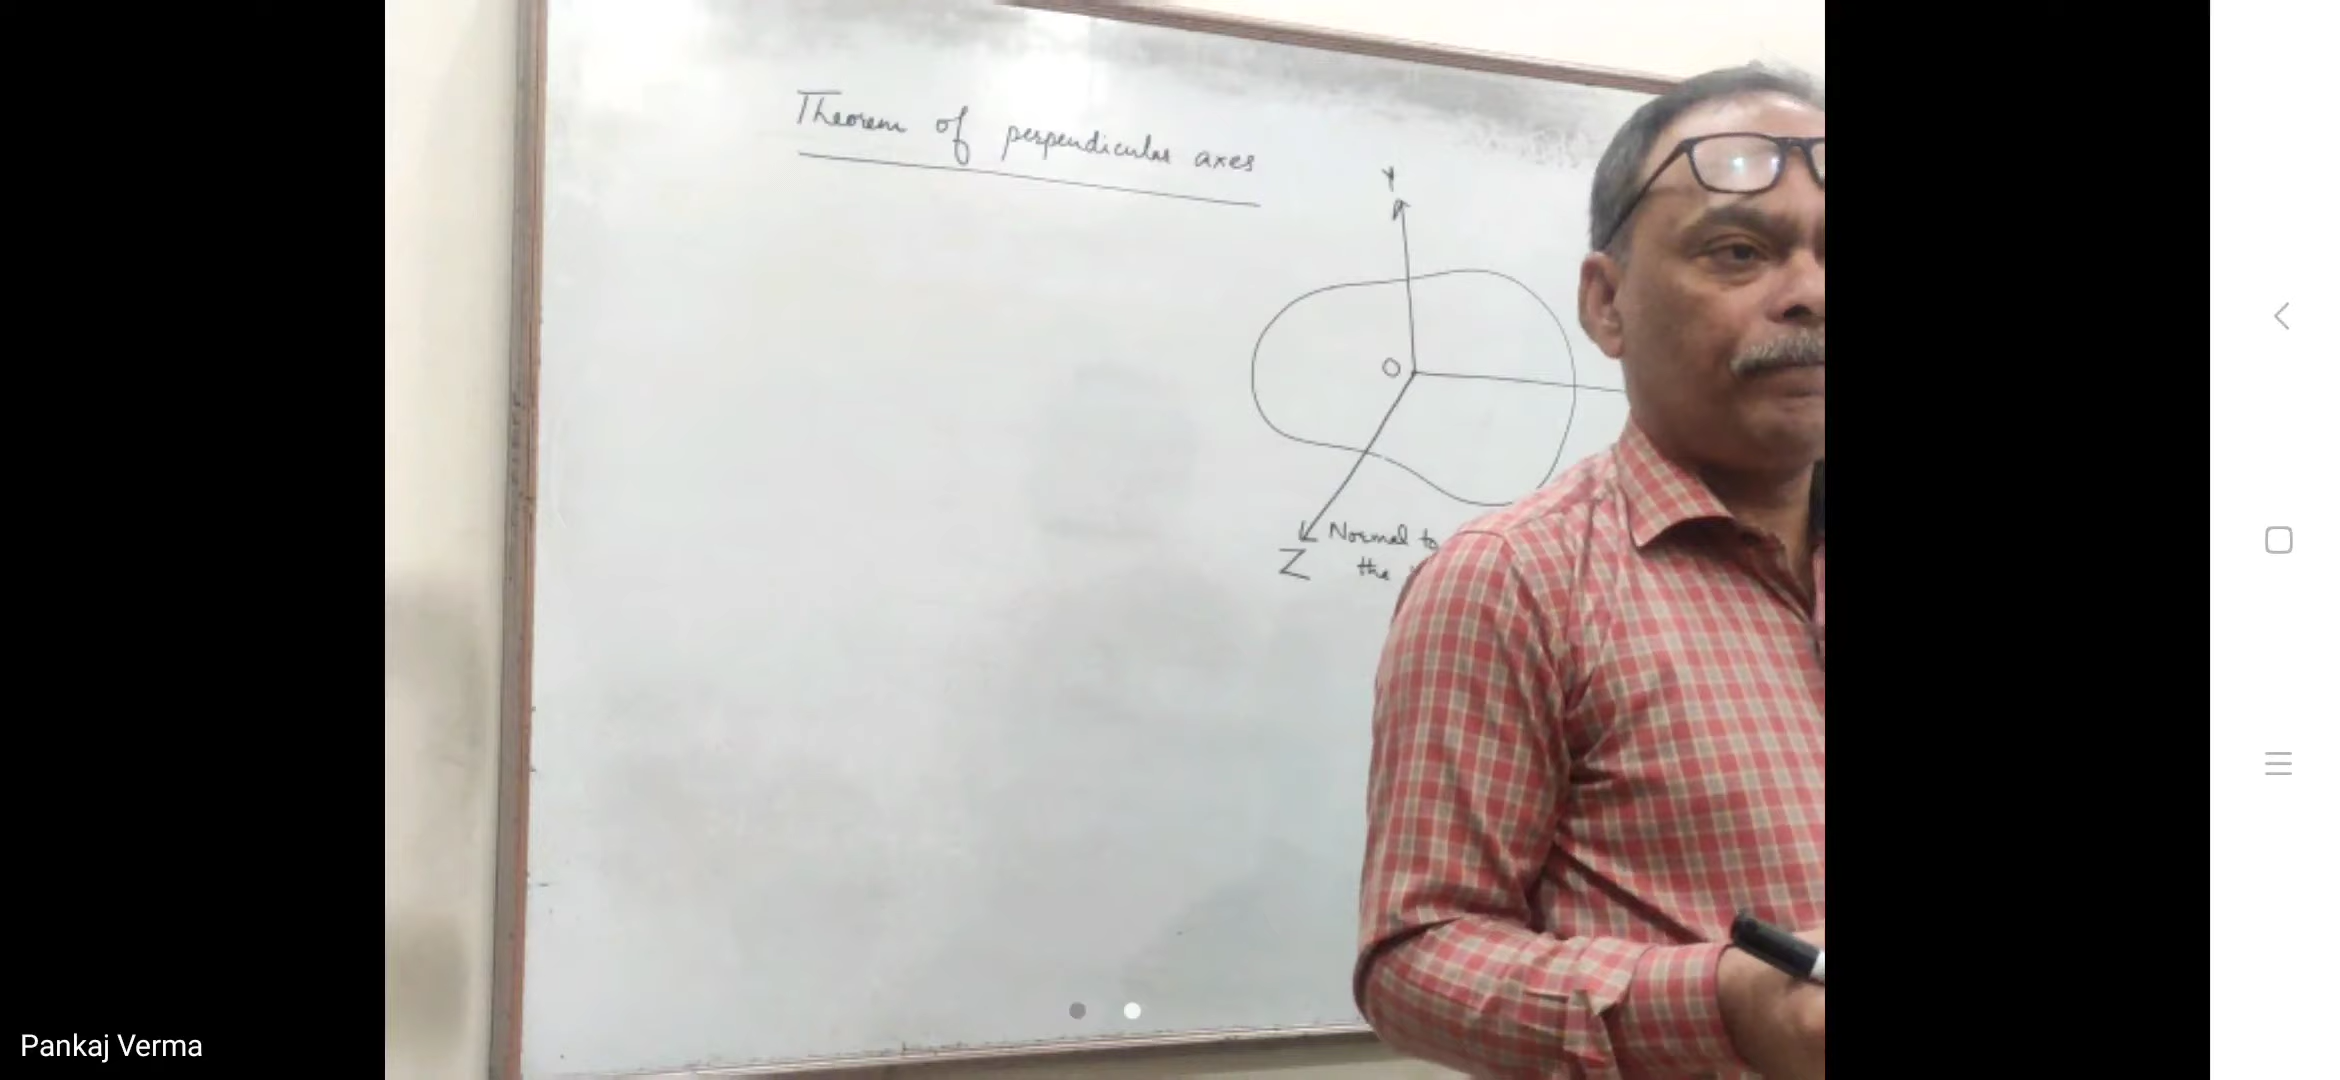 Theorem of perpendicular axes
Y
O
Normal to
Z
the
Pankaj Verma